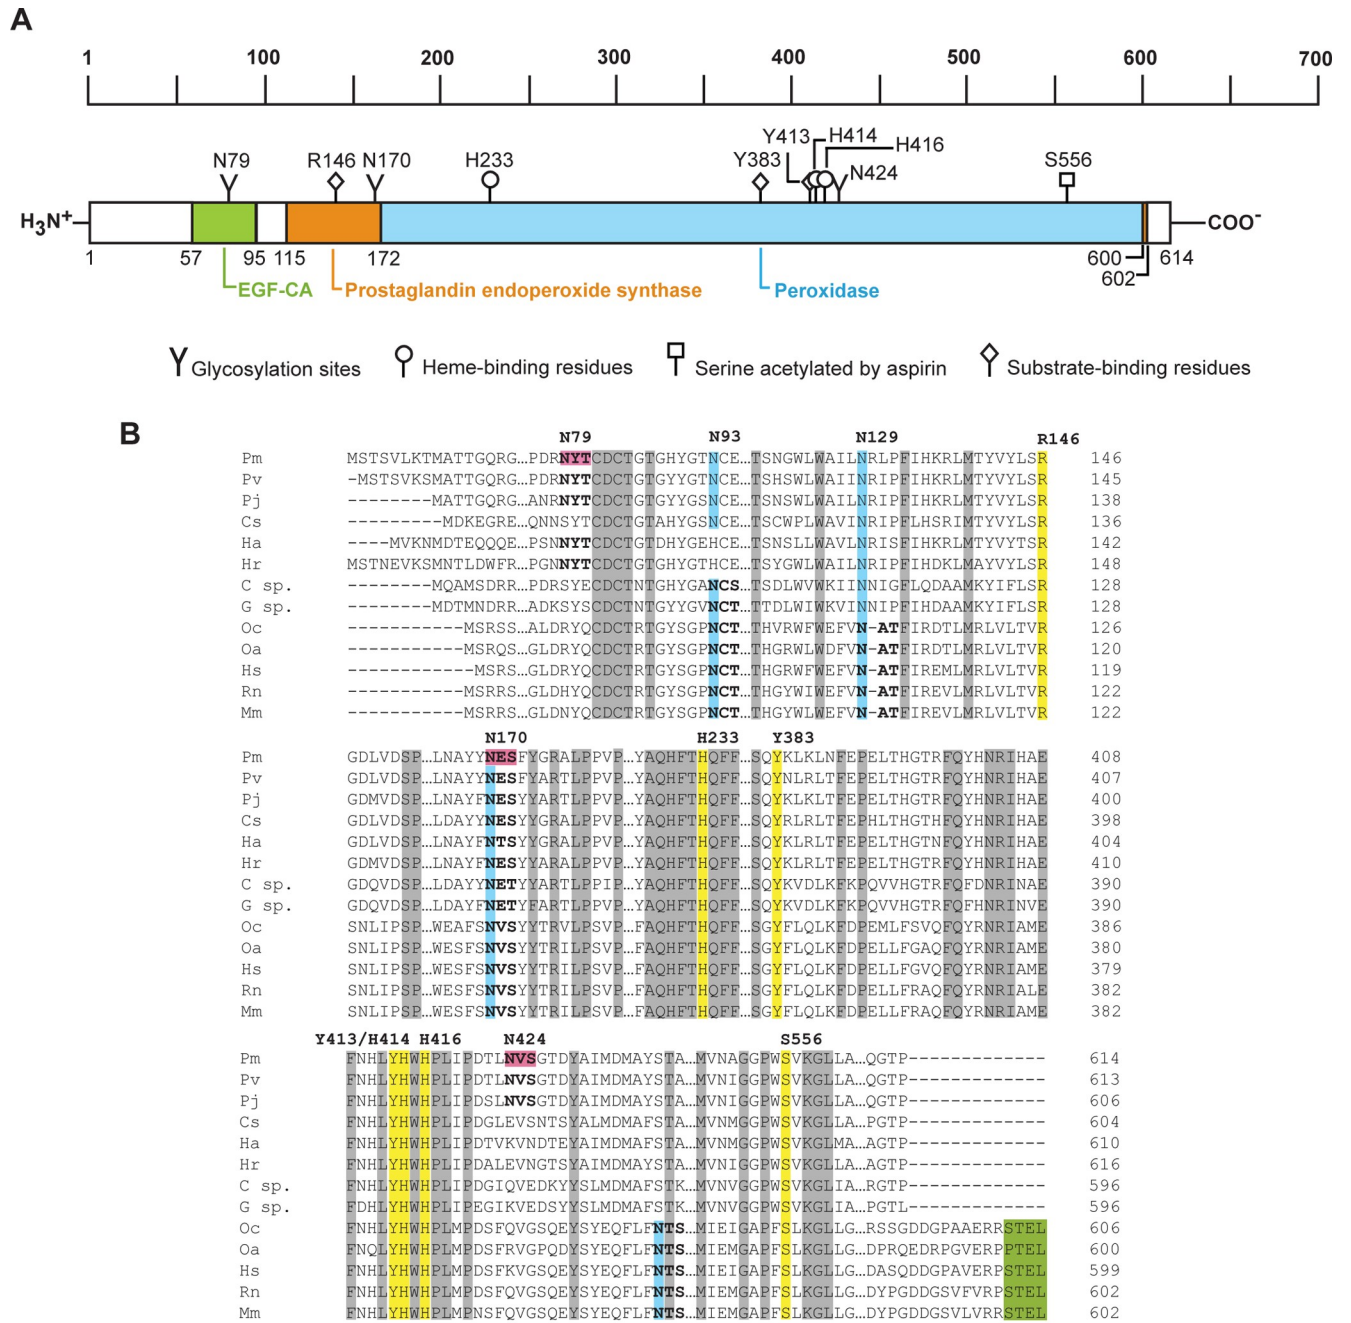 A
1 100 200 300 400 500 600 700
Y413 H414 H416
N79 R146 N170 H233 Y383 N424 S556
H3N+ COO-
1 57 95 115 172 600 614
602
EGF-CA Prostaglandin endoperoxide synthase Peroxidase
Glycosylation sites Heme-binding residues Serine acetylated by aspirin Substrate-binding residues
B
N79 N93 N129 R146
Pm MSTSVLKTMATTGQRG…PDRNYTCDCTGTGHYGTNCE…TSNGWLWAILNRLPFIHKRLMTYVYLSR 146
Pv -MSTSVKSMATTGQRG…PDRNYTCDCTGTGYYGTNCE…TSHSWLWAIINRIPFIHKRLMTYVYLSR 145
Pj --------MATTGQRG…ANRNYTCDCTGTGYYGSNCE…TSNSWLWAIINRIPFIHKRLMTYVYLSR 138
Cs ---------MDKEGRE…QNNSYTCDCTGTAHYGSNCE…TSCWPLWAVINRIPFLHSRIMTYVYLSR 136
Ha ----MVKNMDTEQQQE…PSNNYTCDCTGTDHYGEHCE…TSNSLLWAVLNRISFIHKRLMTYVYTSR 142
Hr MSTNEVKSMNTLDWFR…PGNNYTCDCTGTGHYGTHCE…TSNSWLWAILNRIPFIHKRLMTYVYLSR 148
C sp. --------MQAMSDRR…PDRSYECDCTNTGHYGANCS…TSDLWVWKIINNIGFLQDAAMKYIFLSR 128
G sp. --------MDTMNDRR…ADKSYSCDCTNTGYYGVNCT…TTDLWIWKVINNIPFIHDAAMKYIFLSR 128
Oc -----------MSRSS…ALDRYQCDCTRTGYSGPNCT…THVRWFWEFVN-ATFIRDTLMRLVLTVR 126
Oa -----------MSRQS…GLDRYQCDCTRTGYSGPNCT…THGRWLWDFVN-ATFIRDTLMRLVLTVR 120
Hs ------------MSRS…GLDRYQCDCTRTGYSGPNCT…THGRWFWEFVN-ATFIREMLMRLVLTVR 119
Rn -----------MSRRS…GLDHYQCDCTRTGYSGPNCT…THGYWIWEFVN-ATFIREVLMRLVLTVR 122
Mm -----------MSRRS…GLDNYQCDCTRTGYSGPNCT…THGYWLWEFVN-ATFIREVLMRLVLTVR 122
N170 H233 Y383
Pm GDLVDSP…LNAYYNESFYGRALPPVP…YAQHFTHQFF…SQYKLKLNRFEPELTHGTRFQYHNRIHAE 408
Pv GDLVDSP…LNAYYNESFYARTLPPVP…YAQHFTHQFF…SQYKLRLTFEPELTHGTRFQYHNRIHAE 407
Pj GDMVDSP…LNAYFNESYYARTLPPVP…YAQHFTHQFF…SQYKLKLTFEPELTHGTRFQYHNRIHAE 400
Cs GDLVDSP…LDAYYNESYYGRALPPVP…YAQHFTHQFF…SQYRLRLTFEPHLTHGTRFQYHNRIHAE 398
Ha GDLVDSP…LNAYFNTSYYGRALPPVP…YAQHFTHQFF…SQYKLRLTFEPELTHGTRFQYHNRIHAE 404
Hr GDMVDSP…LNAYFNESYYGRALPPVP…YAQHFTHQFF…SQYKLRLTFEPELTHGTNFQYHNRIHAE 410
C sp. GDQVDSP…LDAYYNETYYARTLPPIP…YAQHFTHQFF…SQYKVDLKFKPQVVHGTRFQFDNRINAE 390
G sp. GDQVDSP…LDAYFNETYFARTLPPVP…YAQHFTHQFF…SQYKVDLKFKPQVVHGTRFQFHNRINVE 390
Oc SNLIPSP…WEAFSNVSYYTRVLPSVP…FAQHFTHQFF…SGYFLQLKFDPEMLFSVQFQYRNRIAME 386
Oa SNLIPSP…WESFSNVSYYTRILPSVP…FAQHFTHQFF…SGYFLQLKFDPELLFGAQFQYRNRIAME 380
Hs SNLIPSP…WESFSNVSYYTRILPSVP…FAQHFTHQFF…SGYFLQLKFDPELLFGVQFQYRNRIAME 379
Rn SNLIPSP…WESFSNVSYYTRILPSVP…FAQHFTHQFF…SGYFLQLKFDPELLFRAQFQYRNRIALE 382
Mm SNLIPSP…WESFSNVSYYTRILPSVP…FAQHFTHQFF…SGYFLQLKFDPELLFRAQFQYRNRIAME 382
Y413/H414 H416 N424 S556
Pm FNHLYHWHPLIPDTLNVSGTDYAIMDMAYSTA…MVNAGGPWSVKGLLA…QGTP------------- 614
Pv FNHLYHWHPLIPDTLNVSGTDYAIMDMAYSTA…MVNIGGPWSVKGLLA…QGTP------------- 613
Pj FNHLYHWHPLIPDSLNVSGTDYAIMDMAYSTA…MVNIGGPWSVKGLLA…QGTP------------- 606
Cs FNHLYHWHPLIPDGLEVSNTSYALMDMAFSTA…MVNIGGPWSVKGLLA…AGTP------------- 604
Ha FNHLYHWHPLIPDTVKVNDTEYAIMDMAFSTA…MVNIGGPWSVKGLMA…AGTP------------- 610
Hr FNHLYHWHPLIPDALEVNGTSYAIMDMAYSTA…MVNIGGPWSVKGLLA…AGTP------------- 616
C sp. FNHLYHWHPLIPDGIQVEDKYYSLMDMAFSTK…MVNVGGPWSVKGLIA…RGTP------------- 596
G sp. FDHLYHWHPLIPEGIKVEDSYYSLMDMAFSTK…MVNVGGPWSVKGLIA…PGTL------------- 596
Oc FNHLYHWHPLMPDSFQVGSQEYSYEQFLFNTS…MIEIGAPFSLKGLLG…RSSGDDGPAAERRSTEL 606
Oa FNQLYHWHPLMPDSFRVGPQDYSYEQFLFNTS…MIEMGAPFSLKGLLG…DPRQEDRPGVERPPTEL 600
Hs FNHLYHWHPLMPDSFKVGSQEYSYEQFLFNTS…MIEIGAPFSLKGLLG…DASQDDGPAVERPSTEL 599
Rn FNHLYHWHPLMPDSFQVGSQEYSYEQFLFNTS…MIEMGAPFSLKGLLG…DYPGDDGSVFVRPSTEL 602
Mm FNHLYHWHPLMPNSFQVGSQEYSYEQFLFNTS…MIEMGAPFSLKGLLG…DYPGDDGSVLVRRSTEL 602